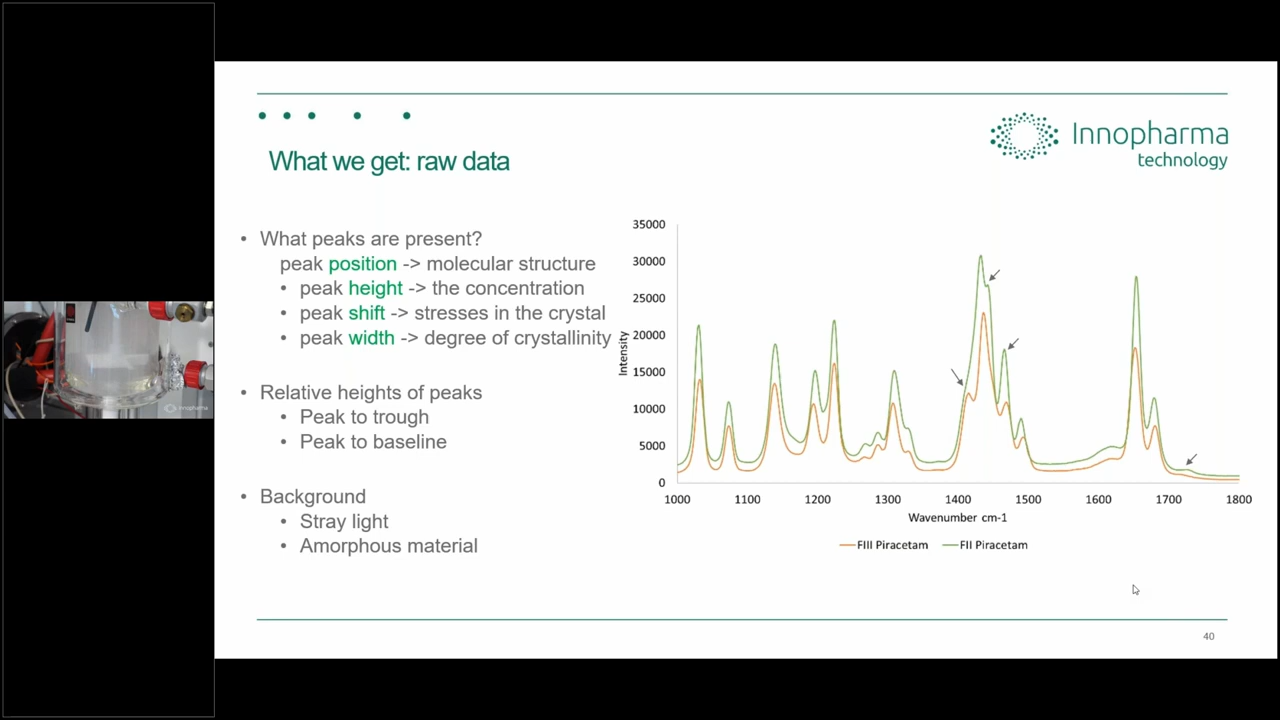 Innopharma
technology
What we get: raw data
• What peaks are present?
peak position -> molecular structure
• peak height -> the concentration
• peak shift -> stresses in the crystal
• peak width -> degree of crystallinity
• Relative heights of peaks
• Peak to trough
• Peak to baseline
• Background
• Stray light
• Amorphous material
35000
30000
25000
20000
15000
10000
5000
0
Intensity
1000 1100 1200 1300 1400 1500 1600 1700 1800
Wavenumber cm-1
FIII Piracetam FII Piracetam
40
innopharma